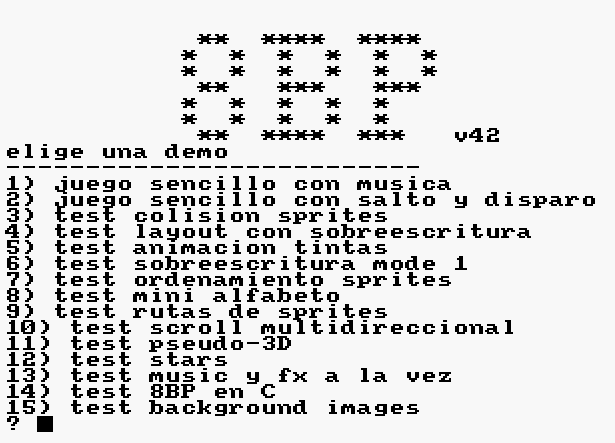 8BP
v42
elige una demo
--------------------------
1) juego sencillo con musica
2) juego sencillo con salto y disparo
3) test colision sprites
4) test layout con sobreescritura
5) test animacion tintas
6) test sobreescritura mode 1
7) test ordenamiento sprites
8) test mini alfabeto
9) test rutas de sprites
10) test scroll multidireccional
11) test pseudo-3D
12) test stars
13) test music y fx a la vez
14) test 8BP en C
15) test background images
?